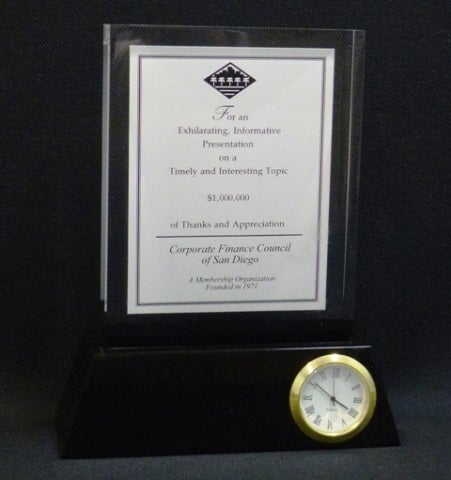 For an
Exhilarating, Informative
Presentation
on a
Timely and Interesting Topic
$1,000,000
of Thanks and Appreciation
Corporate Finance Council
of San Diego
A Membership Organization
Founded in 1971